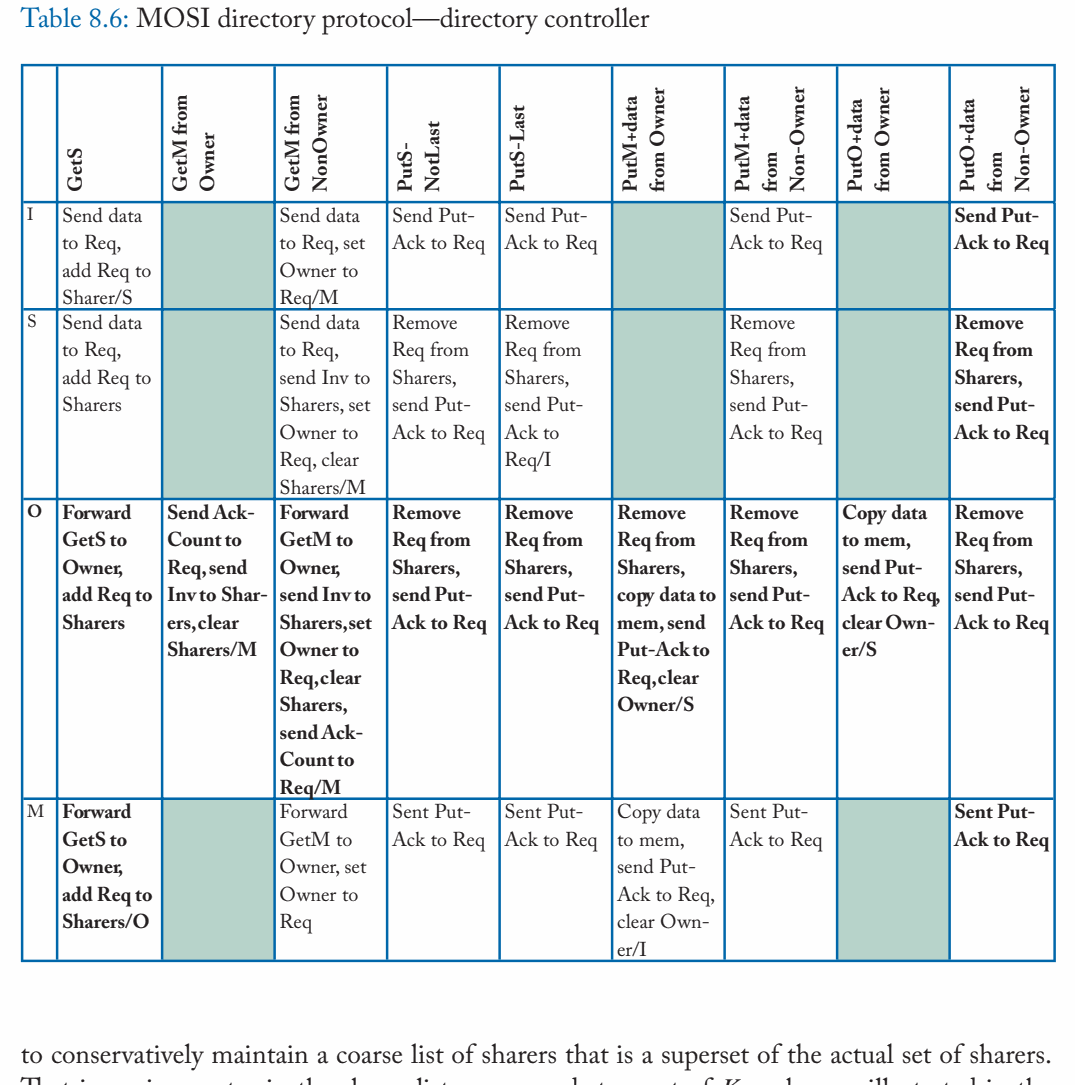 Table 8.6: MOSI directory protocol—directory controller
GetS
GetM from
Owner
GetM from
NonOwner
PutS-
NotLast
PutS-Last
PutM+data
from Owner
PutM+data
from
Non-Owner
PutO+data
from Owner
PutO+data
from
Non-Owner
I
Send data
to Req,
add Req to
Sharer/S
Send data
to Req, set
Owner to
Req/M
Send Put-
Ack to Req
Send Put-
Ack to Req
Send Put-
Ack to Req
Send Put-
Ack to Req
S
Send data
to Req,
add Req to
Sharers
Send data
to Req,
send Inv to
Sharers, set
Owner to
Req, clear
Sharers/M
Remove
Req from
Sharers,
send Put-
Ack to Req
Remove
Req from
Sharers,
send Put-
Ack to
Req/I
Remove
Req from
Sharers,
send Put-
Ack to Req
Remove
Req from
Sharers,
send Put-
Ack to Req
O
Forward
GetS to
Owner,
add Req to
Sharers
Send Ack-
Count to
Req, send
Inv to Shar-
ers, clear
Sharers/M
Forward
GetM to
Owner,
send Inv to
Sharers, set
Owner to
Req, clear
Sharers,
send Ack-
Count to
Req/M
Remove
Req from
Sharers,
send Put-
Ack to Req
Remove
Req from
Sharers,
send Put-
Ack to Req
Remove
Req from
Sharers,
copy data to
mem, send
Put-Ack to
Req, clear
Owner/S
Remove
Req from
Sharers,
send Put-
Ack to Req
Copy data
to mem,
send Put-
Ack to Req,
clear Own-
er/S
Remove
Req from
Sharers,
send Put-
Ack to Req
M
Forward
GetS to
Owner,
add Req to
Sharers/O
Forward
GetM to
Owner, set
Owner to
Req
Sent Put-
Ack to Req
Sent Put-
Ack to Req
Copy data
to mem,
send Put-
Ack to Req,
clear Own-
er/I
Sent Put-
Ack to Req
Sent Put-
Ack to Req
to conservatively maintain a coarse list of sharers that is a superset of the actual set of sharers.